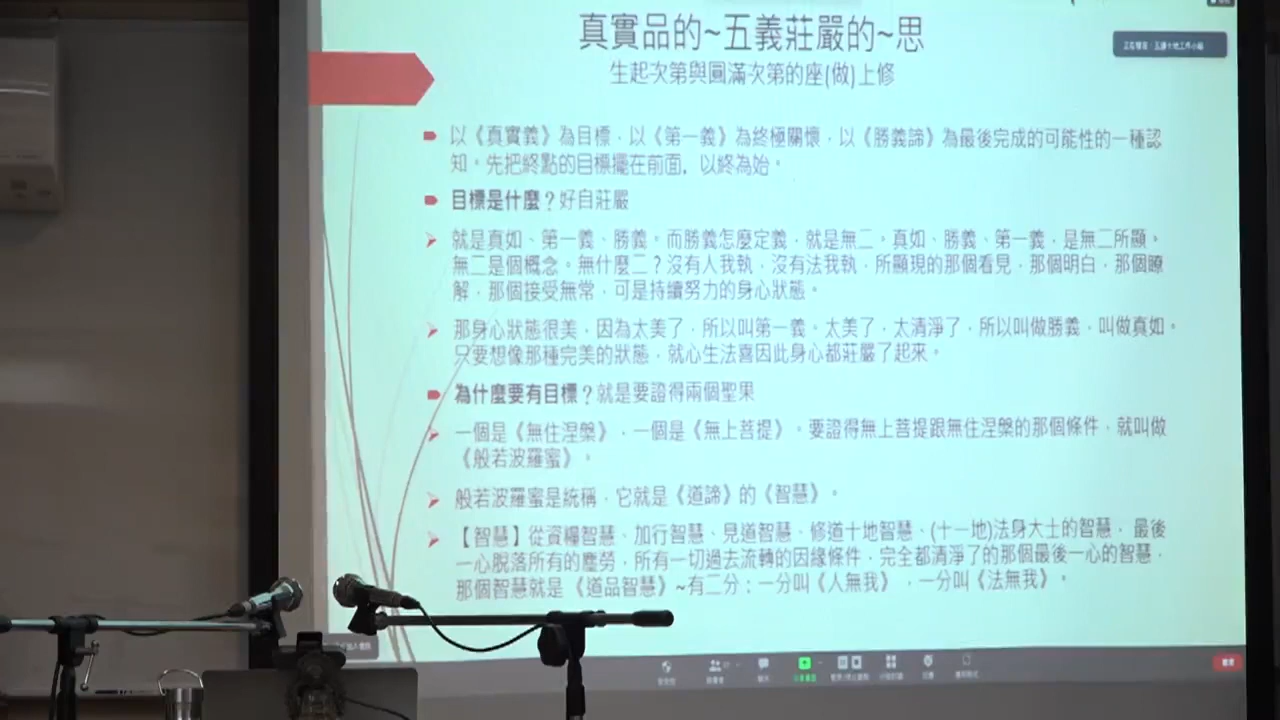 真實品的~五義莊嚴的~思
生起次第與圓滿次第的座(做)上修
以《真實義》為目標，以《第一義》為終極關懷，以《勝義諦》為最後完成的可能性的一種認
知。先把終點的目標擺在前面，以終為始。
目標是什麼？好自莊嚴
就是真如、第一義、勝義。而勝義怎麼定義，就是無二。真如、勝義、第一義，是無二所顯。
無二是個概念。無什麼二？沒有人我執，沒有法我執，所顯現的那個看見，那個明白，那個瞭
解，那個接受無常，可是持續努力的身心狀態。
那身心狀態很美，因為太美了，所以叫第一義。太美了，太清淨了，所以叫做勝義，叫做真如。
只要想像那種完美的狀態，就心生法喜因此身心都莊嚴了起來。
為什麼要有目標？就是要證得兩個聖果
一個是《無住涅槃》，一個是《無上菩提》。要證得無上菩提跟無住涅槃的那個條件，就叫做
《般若波羅蜜》。
般若波羅蜜是統稱，它就是《道諦》的《智慧》。
【智慧】從資糧智慧、加行智慧、見道智慧，修道十地智慧、(十一地)法身大士的智慧， 最後
一心脫落所有的塵勞，所有一切過去流轉的因緣條件，完全都清淨了的那個最後一心的智慧，
那個智慧就是 《道品智慧》~有二分：一分叫《人無我》 ，一分叫《法無我》。